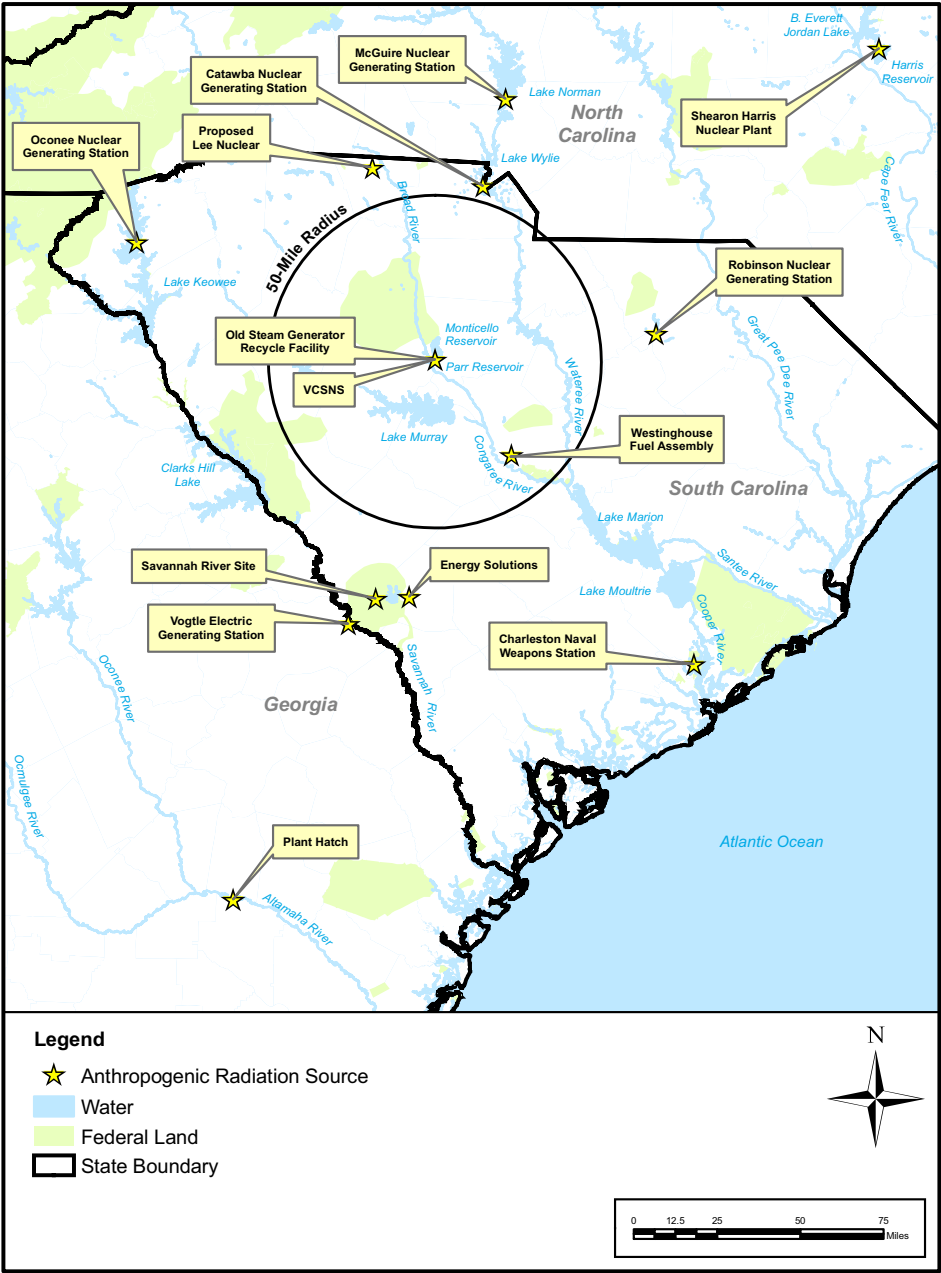 B. Everett
Jordan Lake
McGuire Nuclear
Generating Station
Harris
Reservoir
Catawba Nuclear
Generating Station
Lake Norman
North
Carolina
Shearon Harris
Nuclear Plant
Oconee Nuclear
Generating Station
Proposed
Lee Nuclear
Lake Wylie
Broad River
Cape Fear River
50-Mile Radius
Robinson Nuclear
Generating Station
Lake Keowee
Old Steam Generator
Recycle Facility
Monticello
Reservoir
Great Pee Dee River
VCSNS
Parr Reservoir
Wateree River
Lake Murray
Westinghouse
Fuel Assembly
Congaree River
Clarks Hill
Lake
South Carolina
Lake Marion
Savannah River Site
Energy Solutions
Santee River
Lake Moultrie
Vogtle Electric
Generating Station
Cooper River
Charleston Naval
Weapons Station
Oconee River
Savannah River
Georgia
Ocmulgee River
Plant Hatch
Atlantic Ocean
Altamaha River
Legend
N
Anthropogenic Radiation Source
Water
Federal Land
State Boundary
0 12.5 25 50 75
Miles